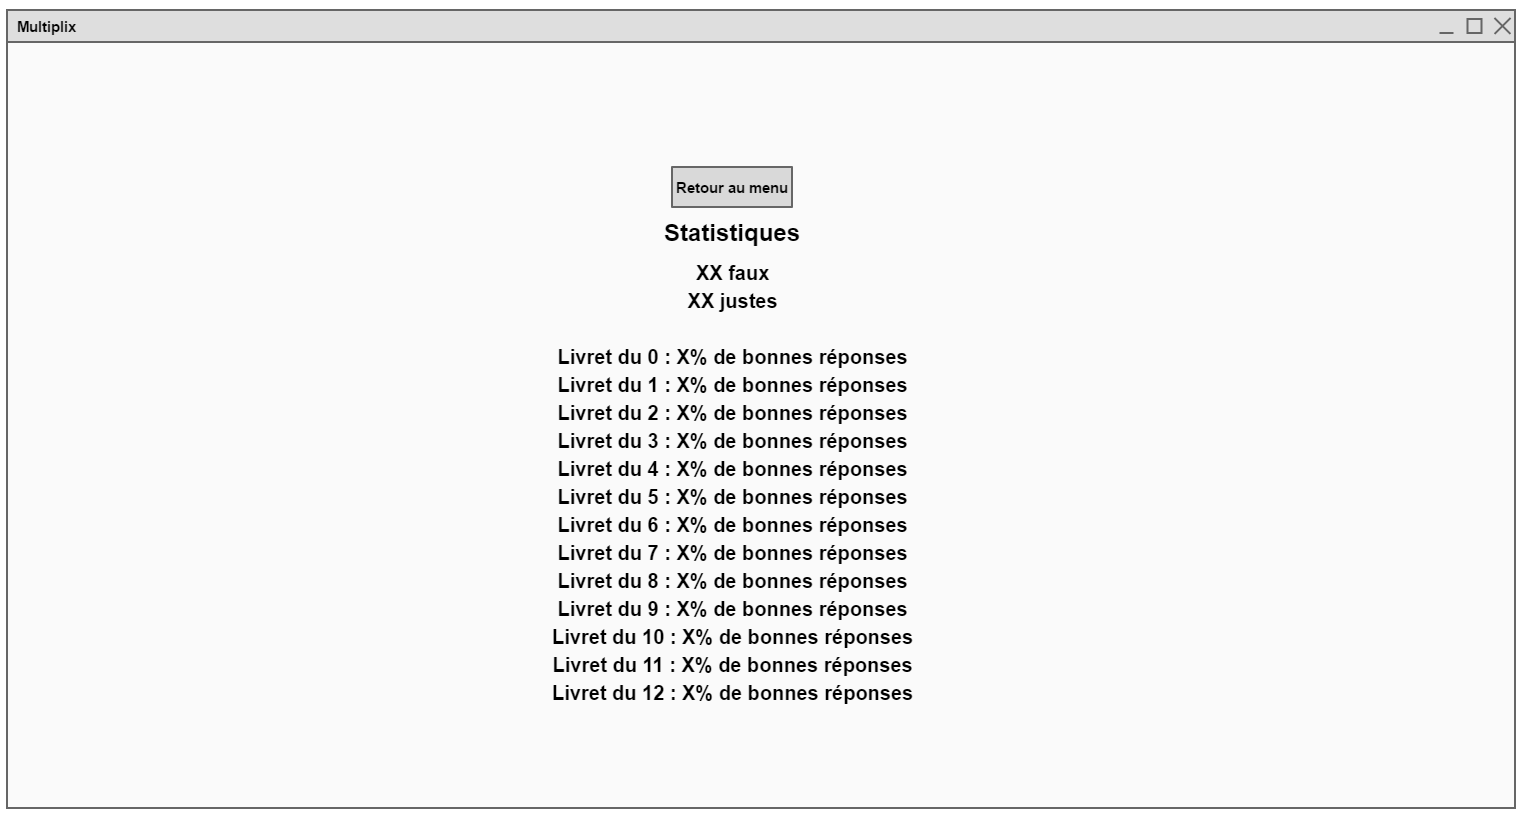 Multiplix
Retour au menu
Statistiques
XX faux
XX justes
Livret du 0 : X% de bonnes réponses
Livret du 1 : X% de bonnes réponses
Livret du 2 : X% de bonnes réponses
Livret du 3 : X% de bonnes réponses
Livret du 4 : X% de bonnes réponses
Livret du 5 : X% de bonnes réponses
Livret du 6 : X% de bonnes réponses
Livret du 7 : X% de bonnes réponses
Livret du 8 : X% de bonnes réponses
Livret du 9 : X% de bonnes réponses
Livret du 10 : X% de bonnes réponses
Livret du 11 : X% de bonnes réponses
Livret du 12 : X% de bonnes réponses